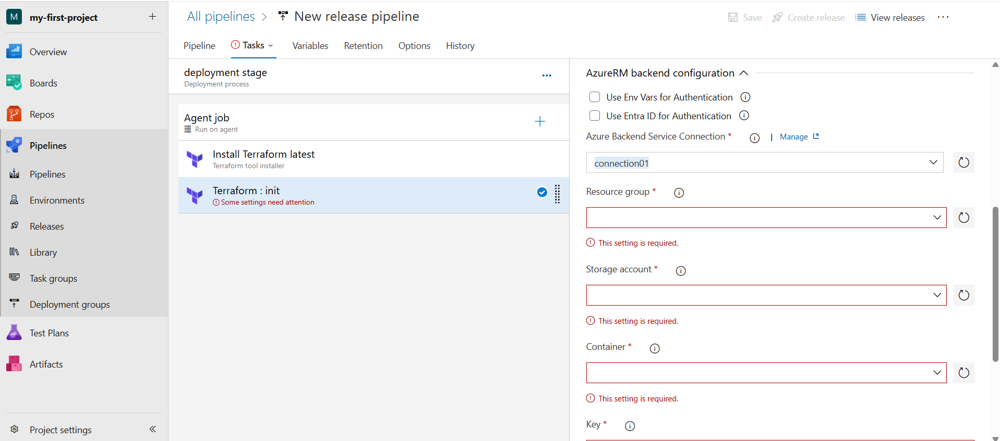 M my-first-project +
Overview
Boards
Repos
Pipelines
Pipelines
Environments
Releases
Library
Task groups
Deployment groups
Test Plans
Artifacts
Project settings
All pipelines > New release pipeline
Save Create release View releases ...
Pipeline Tasks Variables Retention Options History
deployment stage
Deployment process
Agent job
Run on agent
Install Terraform latest
Terraform tool installer
Terraform : init
Some settings need attention
AzureRM backend configuration
Use Env Vars for Authentication
Use Entra ID for Authentication
Azure Backend Service Connection * | Manage
connection01
Resource group *
This setting is required.
Storage account *
This setting is required.
Container *
This setting is required.
Key *